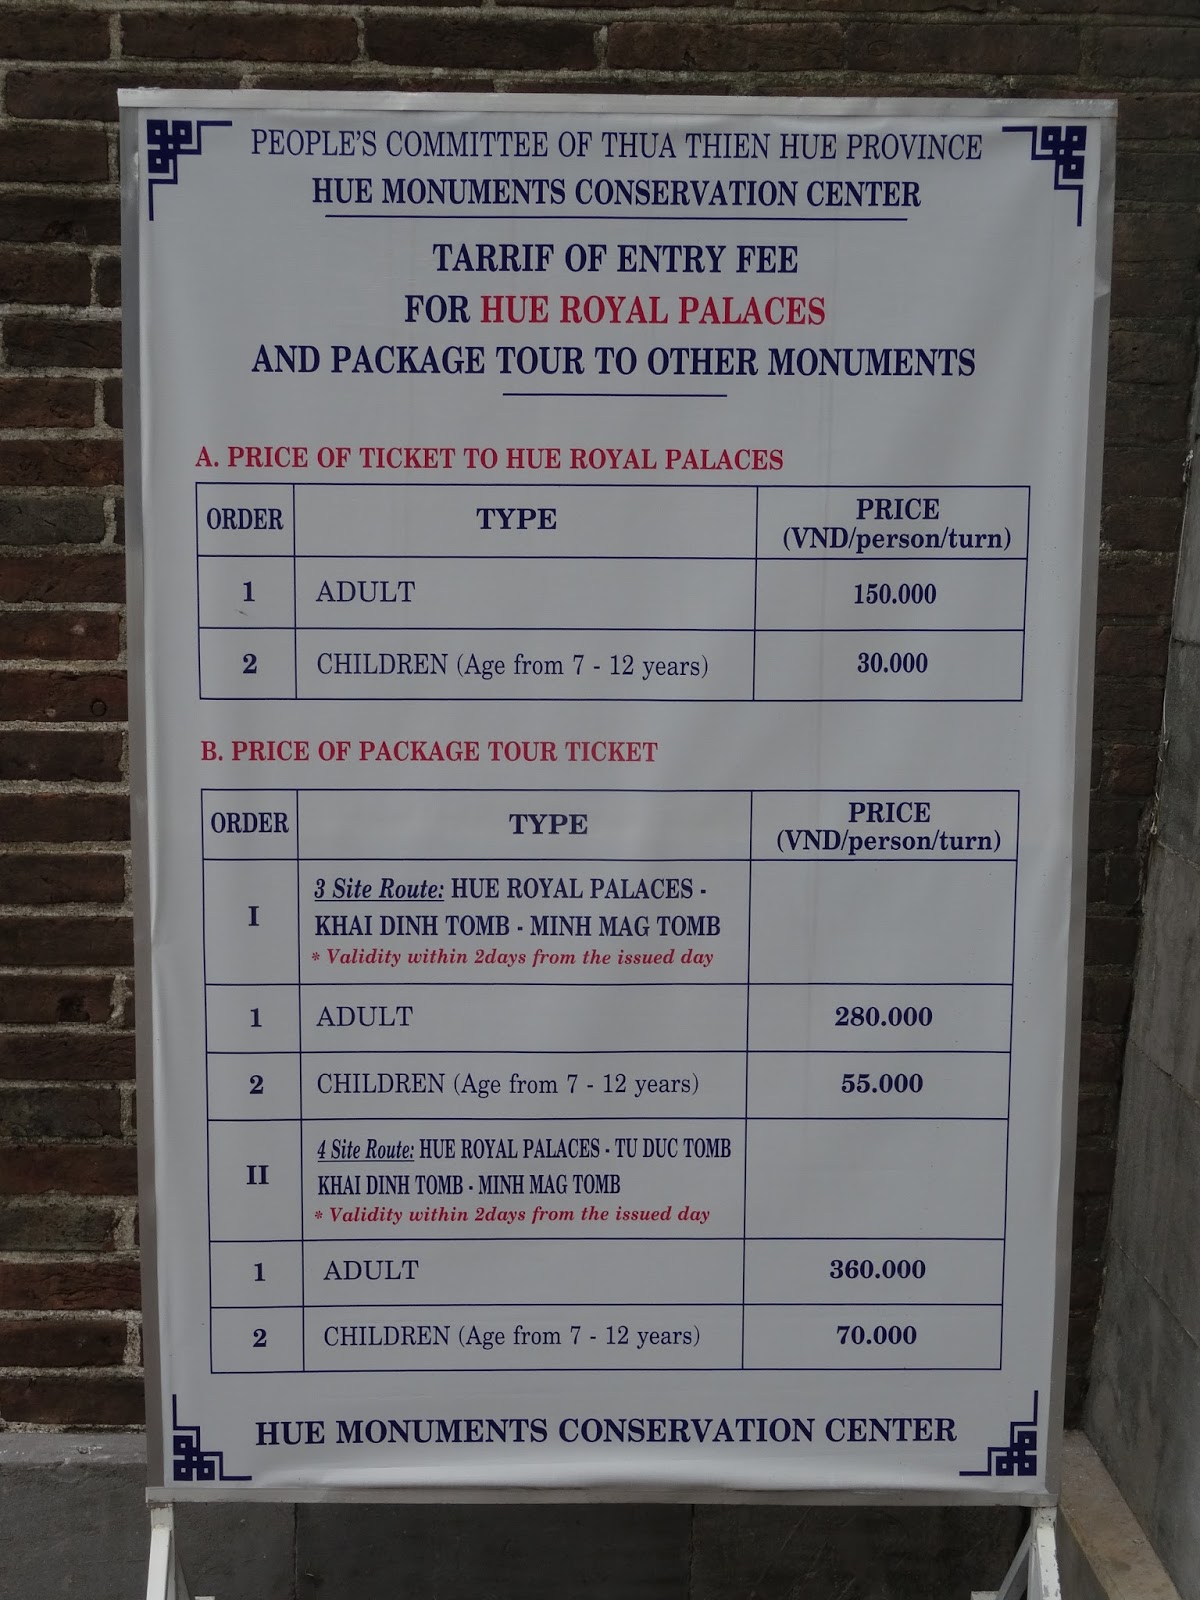 PEOPLE'S COMMITTEE OF THUA THIEN HUE PROVINCE
HUE MONUMENTS CONSERVATION CENTER
TARRIF OF ENTRY FEE
FOR HUE ROYAL PALACES
AND PACKAGE TOUR TO OTHER MONUMENTS
A. PRICE OF TICKET TO HUE ROYAL PALACES
ORDER TYPE PRICE
(VND/person/turn)
1 ADULT 150.000
2 CHILDREN (Age from 7 - 12 years) 30.000
B. PRICE OF PACKAGE TOUR TICKET
ORDER TYPE PRICE
(VND/person/turn)
I 3 Site Route: HUE ROYAL PALACES -
KHAI DINH TOMB - MINH MAG TOMB
* Validity within 2days from the issued day
1 ADULT 280.000
2 CHILDREN (Age from 7 - 12 years) 55.000
II 4 Site Route: HUE ROYAL PALACES - TU DUC TOMB
KHAI DINH TOMB - MINH MAG TOMB
* Validity within 2days from the issued day
1 ADULT 360.000
2 CHILDREN (Age from 7 - 12 years) 70.000
HUE MONUMENTS CONSERVATION CENTER